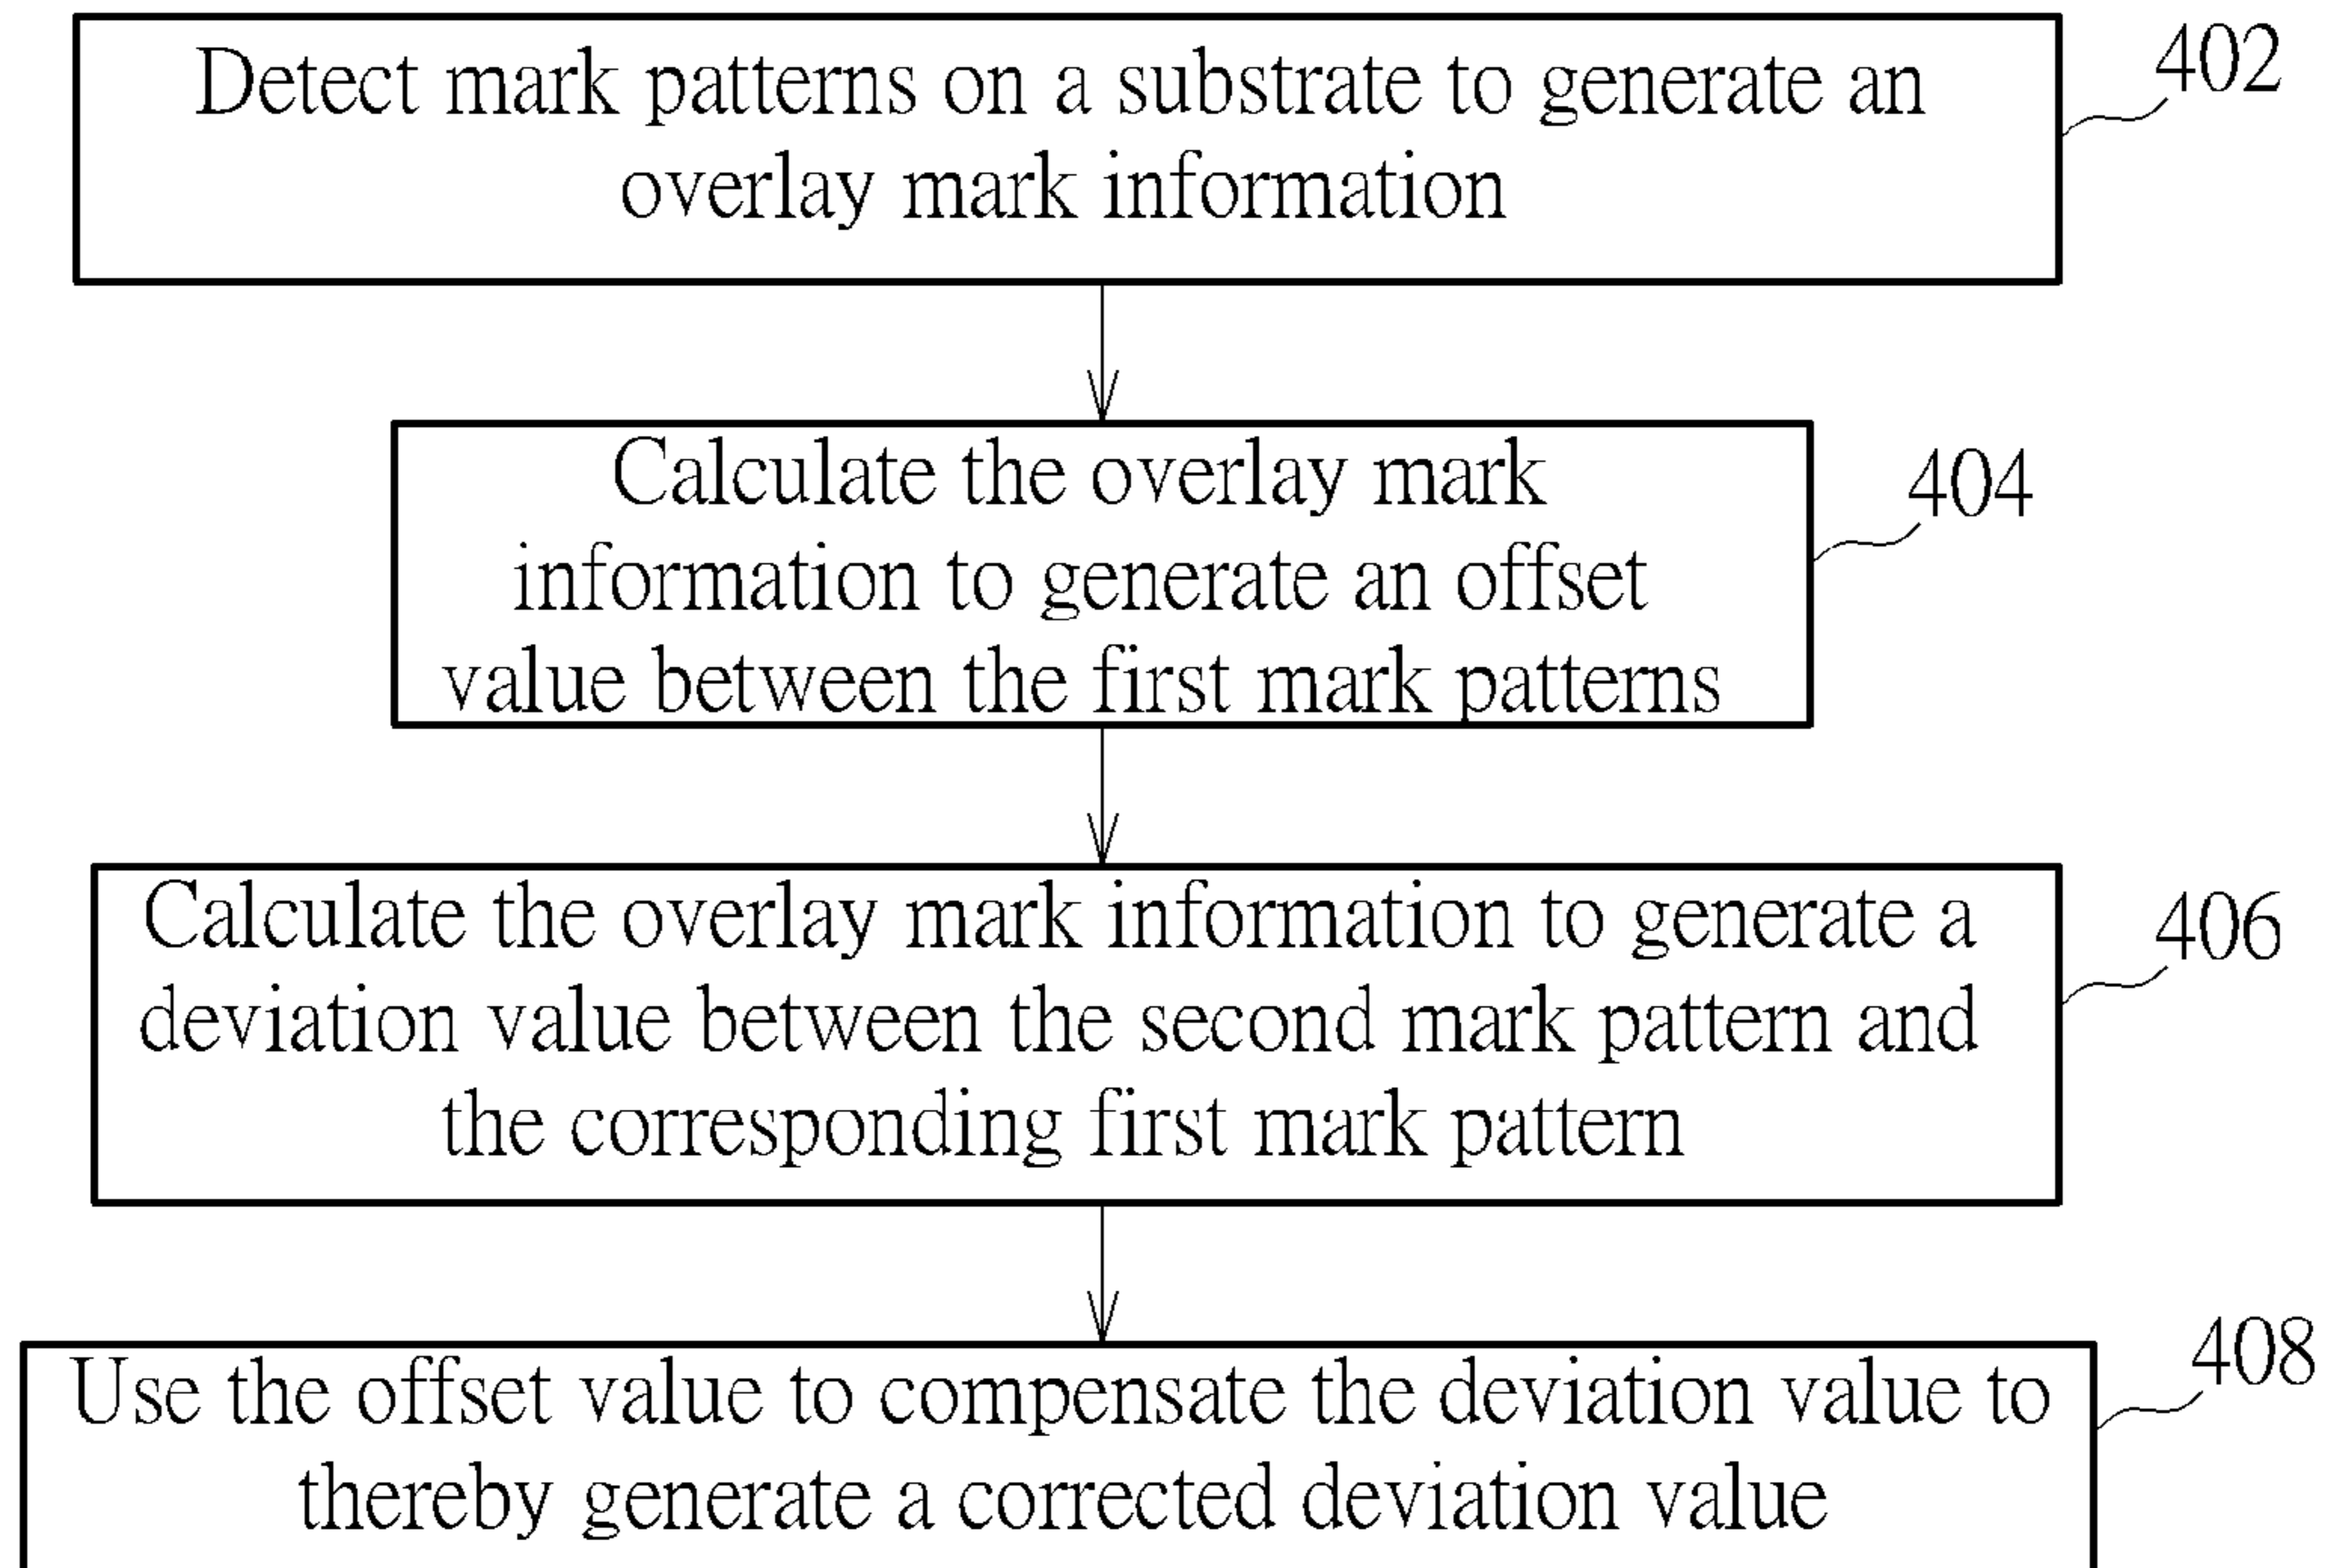 Detect mark patterns on a substrate to generate an
overlay mark information
402
Calculate the overlay mark
information to generate an offset
value between the first mark patterns
404
Calculate the overlay mark information to generate a
deviation value between the second mark pattern and
the corresponding first mark pattern
406
Use the offset value to compensate the deviation value to
thereby generate a corrected deviation value
408